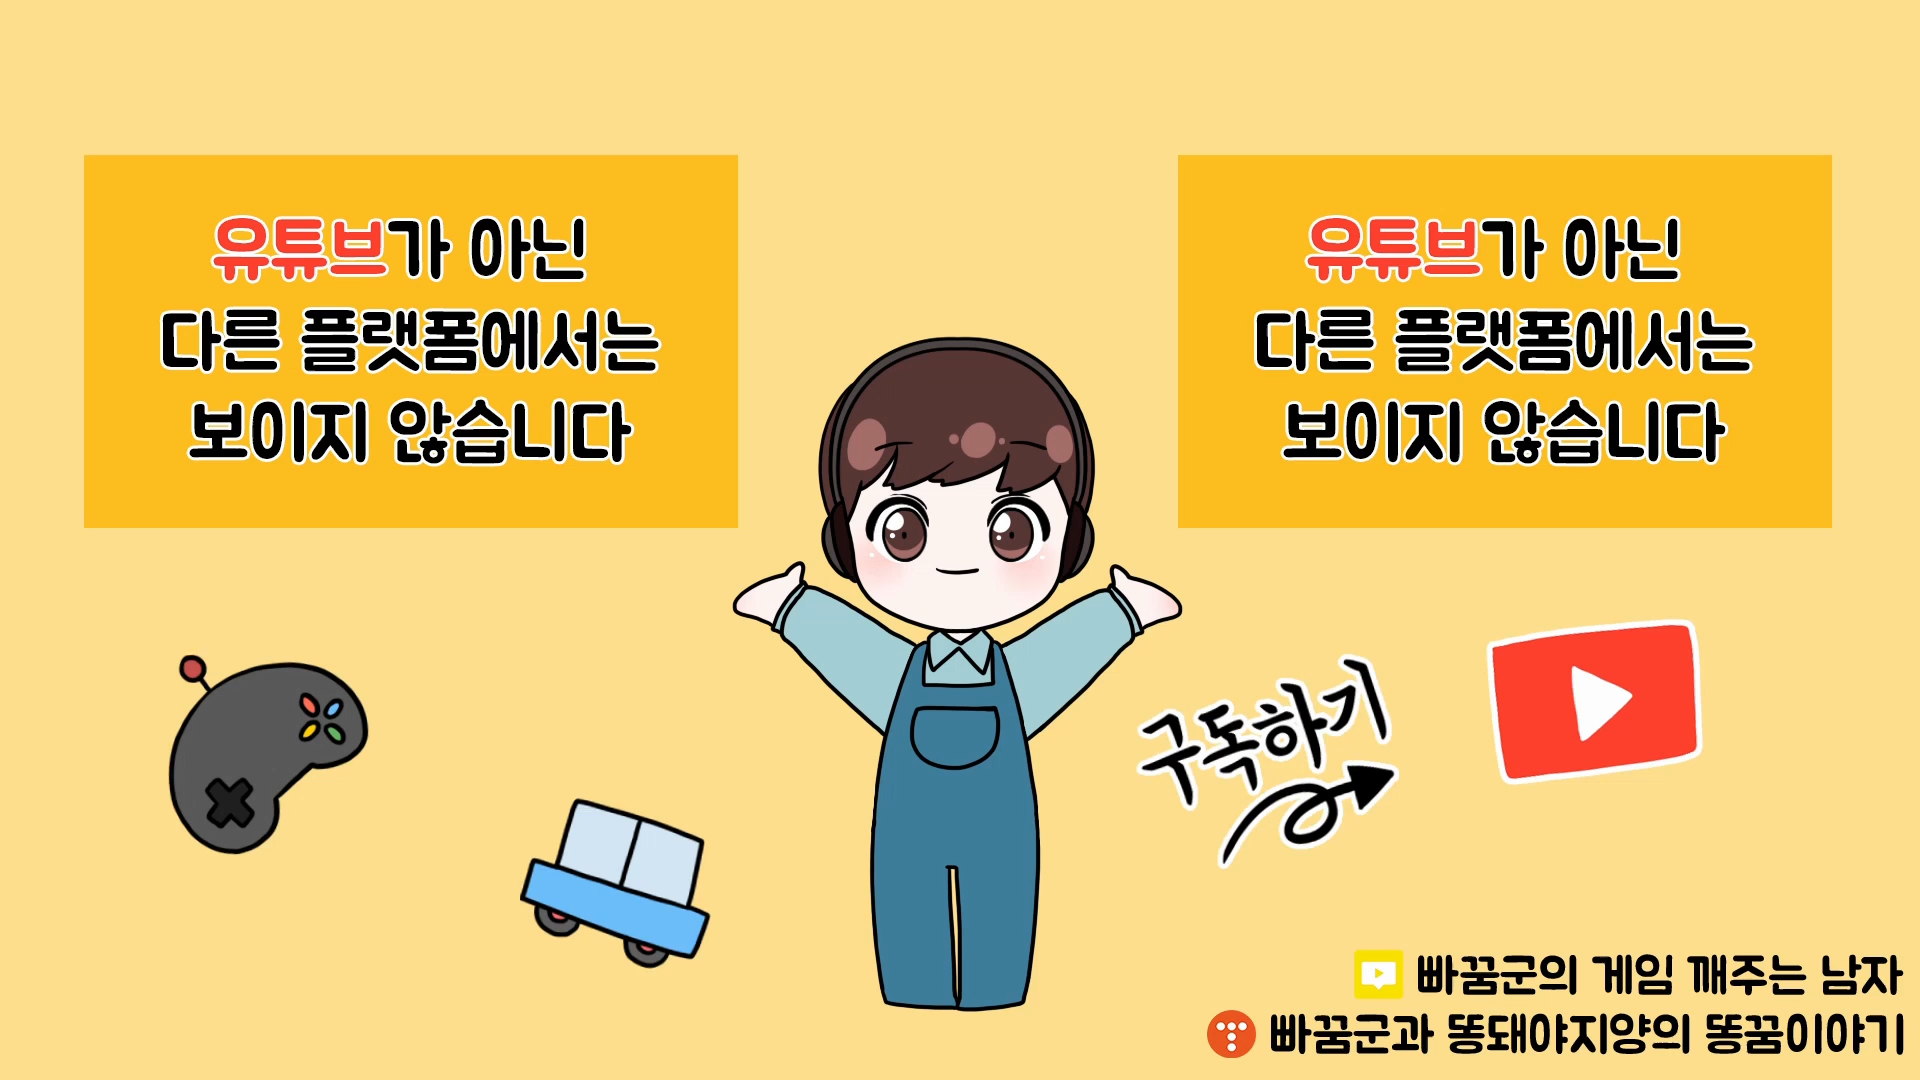 유튜브가 아닌
다른 플랫폼에서는
보이지 않습니다
유튜브가 아닌
다른 플랫폼에서는
보이지 않습니다
구독하기
빠꿈군의 게임 깨주는 남자
빠꿈군과 똥돼야지양의 똥꿈이야기